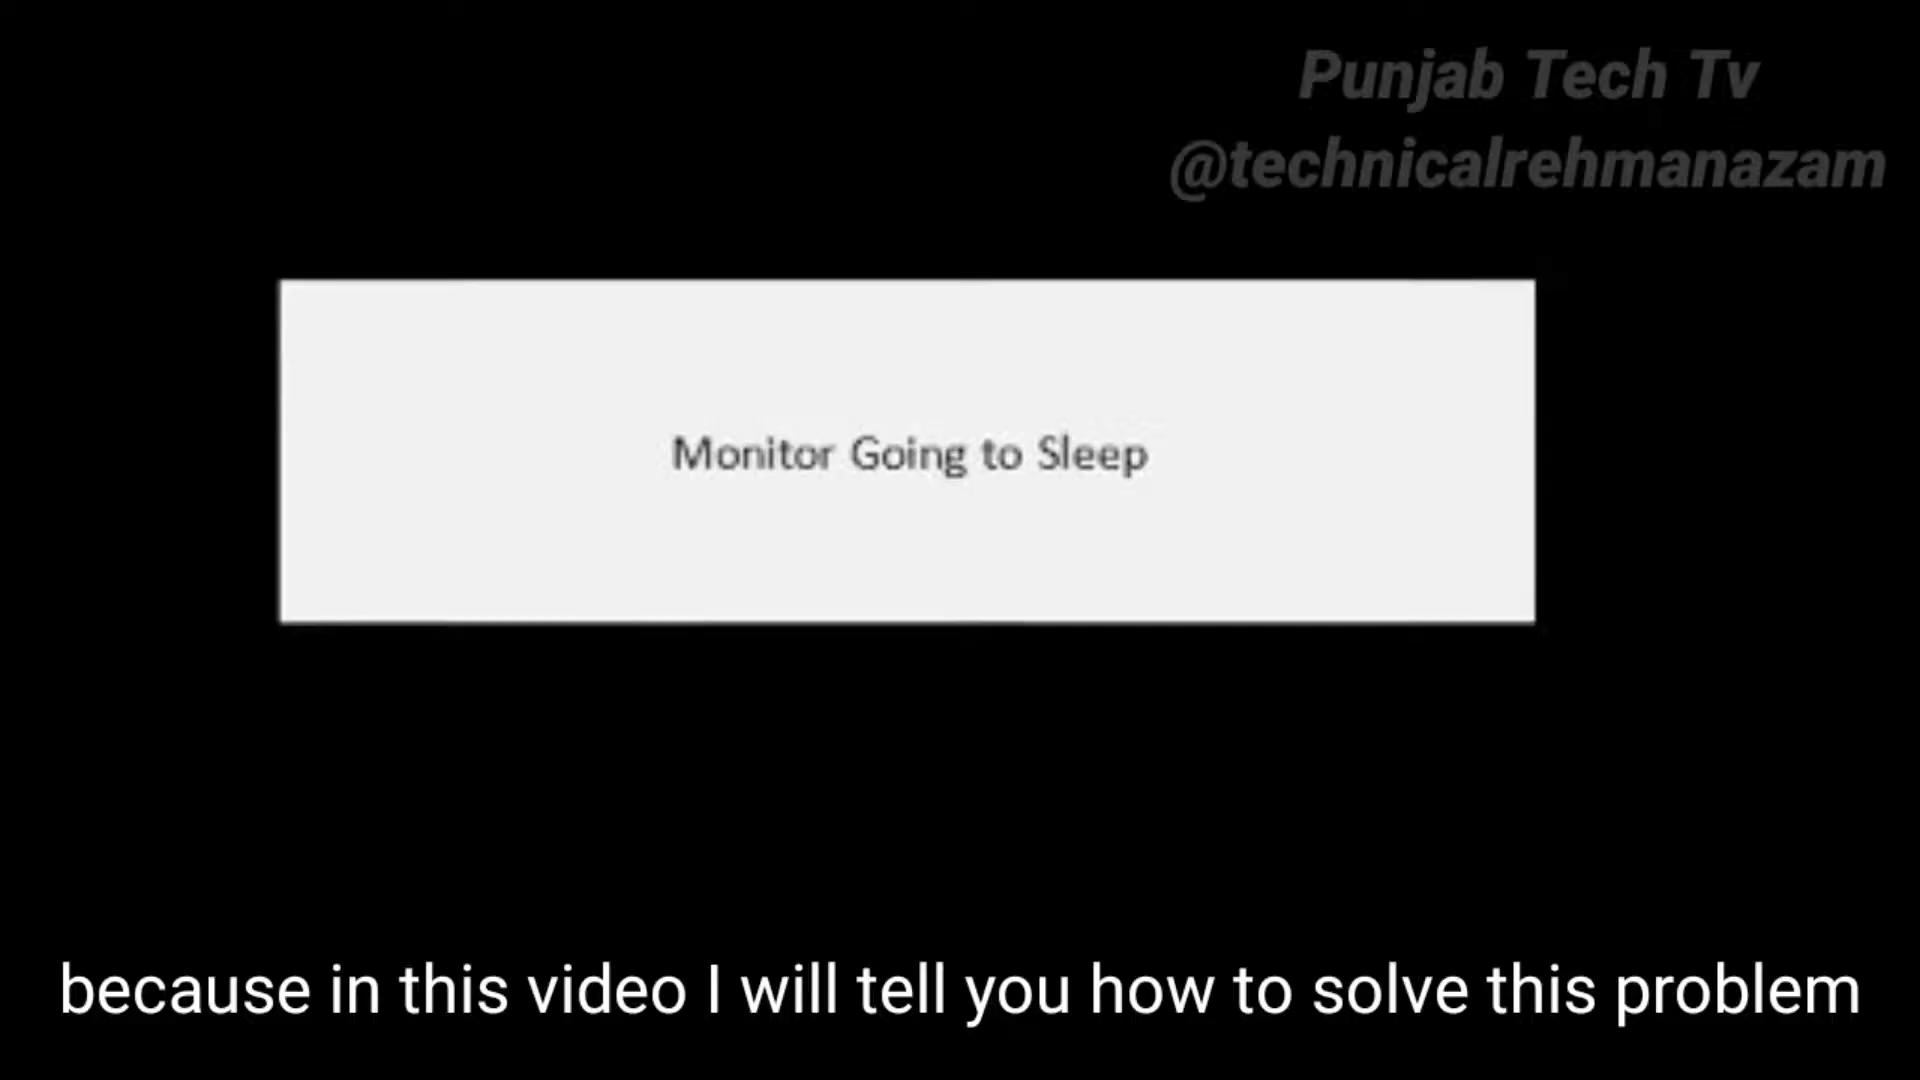 Punjab Tech Tv
@technicalrehmanazam
Monitor Going to Sleep
because in this video I will tell you how to solve this problem